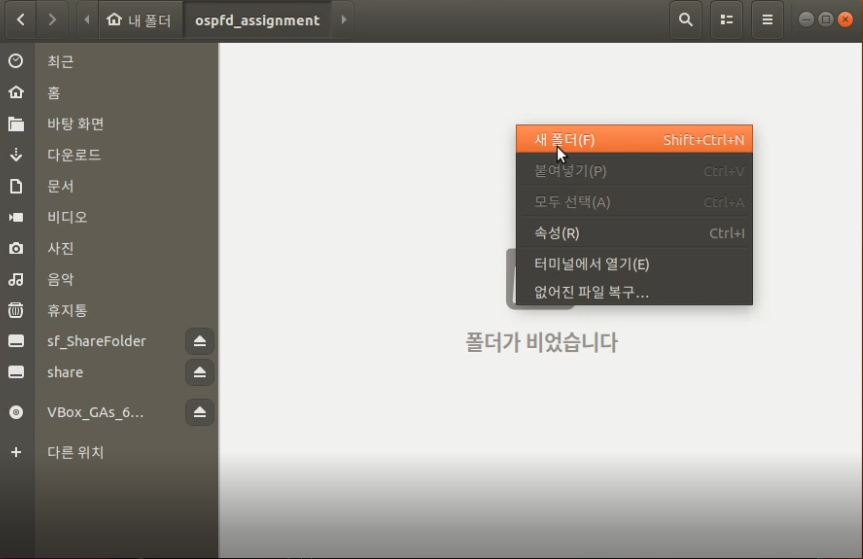 내 폴더
ospfd_assignment
최근
홈
바탕 화면
다운로드
문서
비디오
사진
음악
휴지통
sf_ShareFolder
share
VBox_GAs_6...
다른 위치
새 폴더(F) Shift+Ctrl+N
붙여넣기(P) Ctrl+V
모두 선택(A) Ctrl+A
속성(R) Ctrl+I
터미널에서 열기(E)
없어진 파일 복구...
폴더가 비었습니다